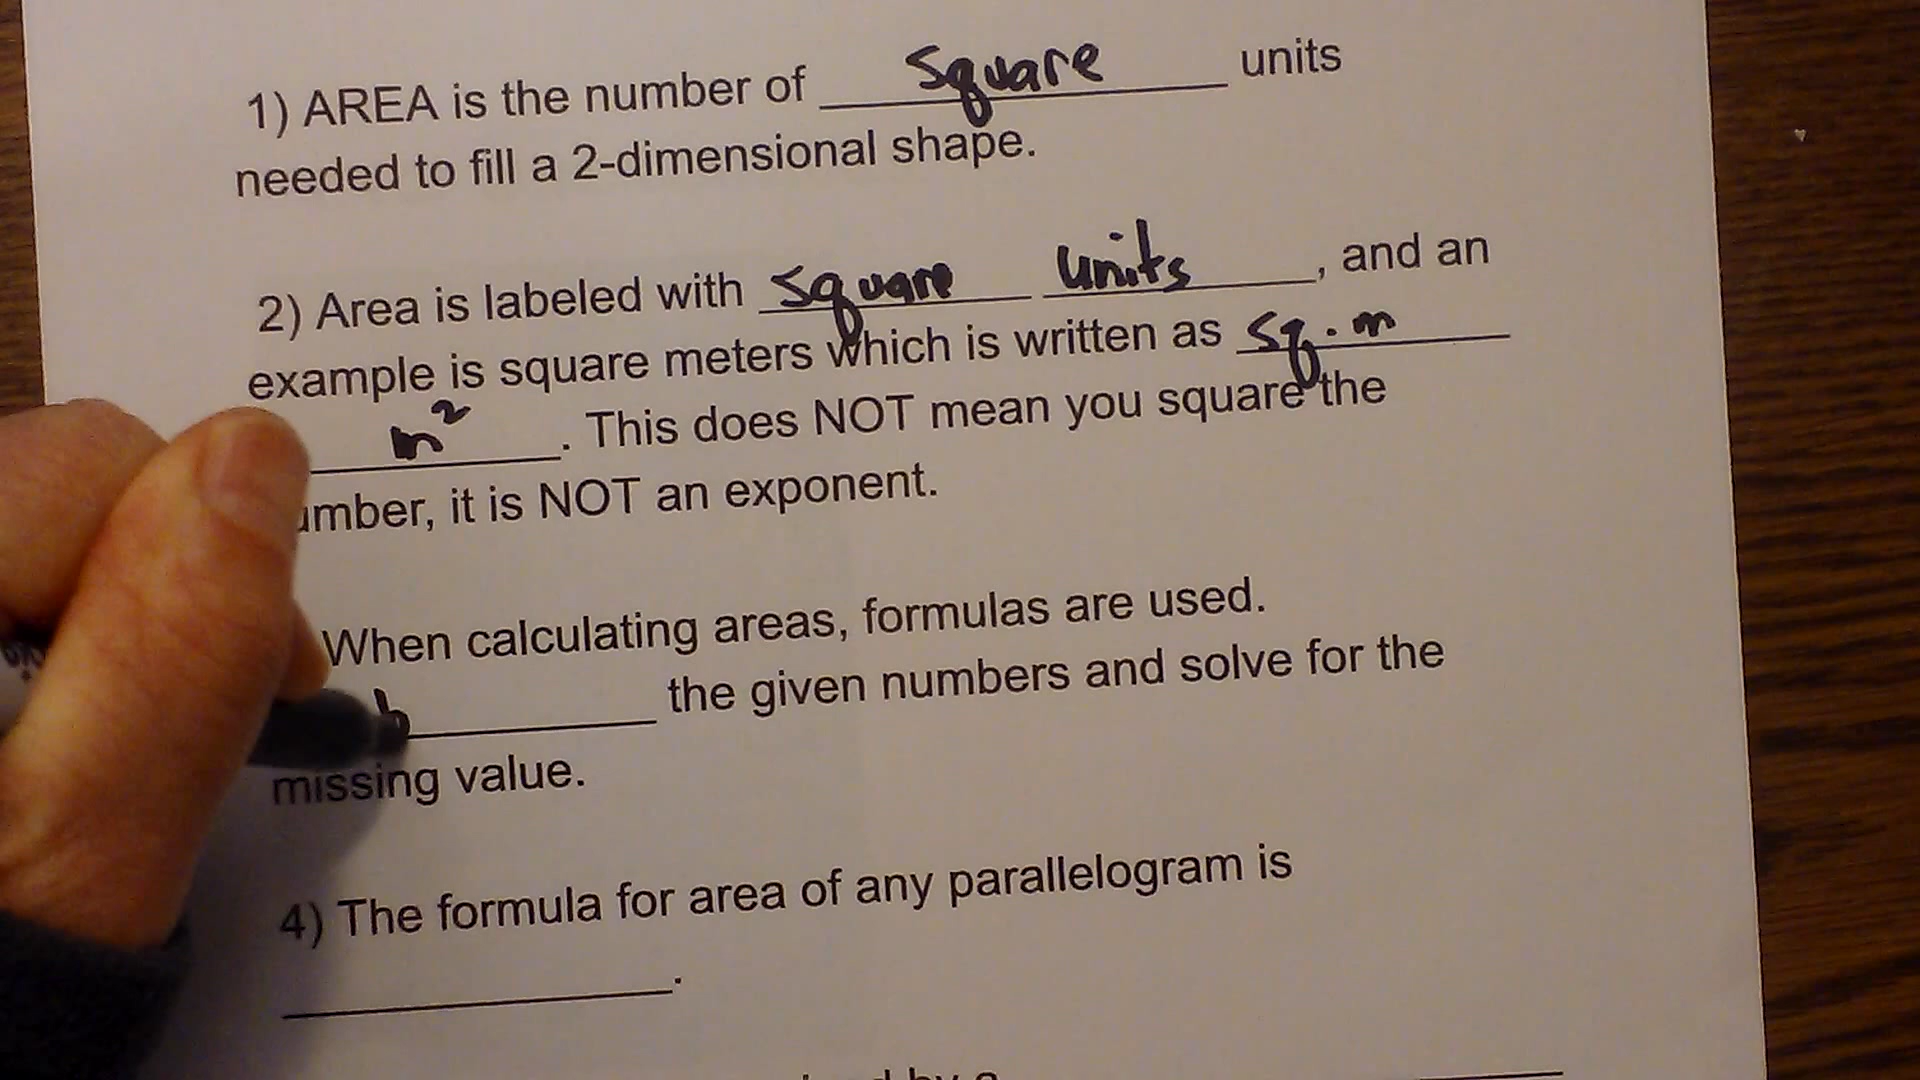 1) AREA is the number of square units
needed to fill a 2-dimensional shape.
2) Area is labeled with square units, and an
example is square meters which is written as sq. m
m². This does NOT mean you square the
umber, it is NOT an exponent.
When calculating areas, formulas are used.
the given numbers and solve for the
missing value.
4) The formula for area of any parallelogram is
.